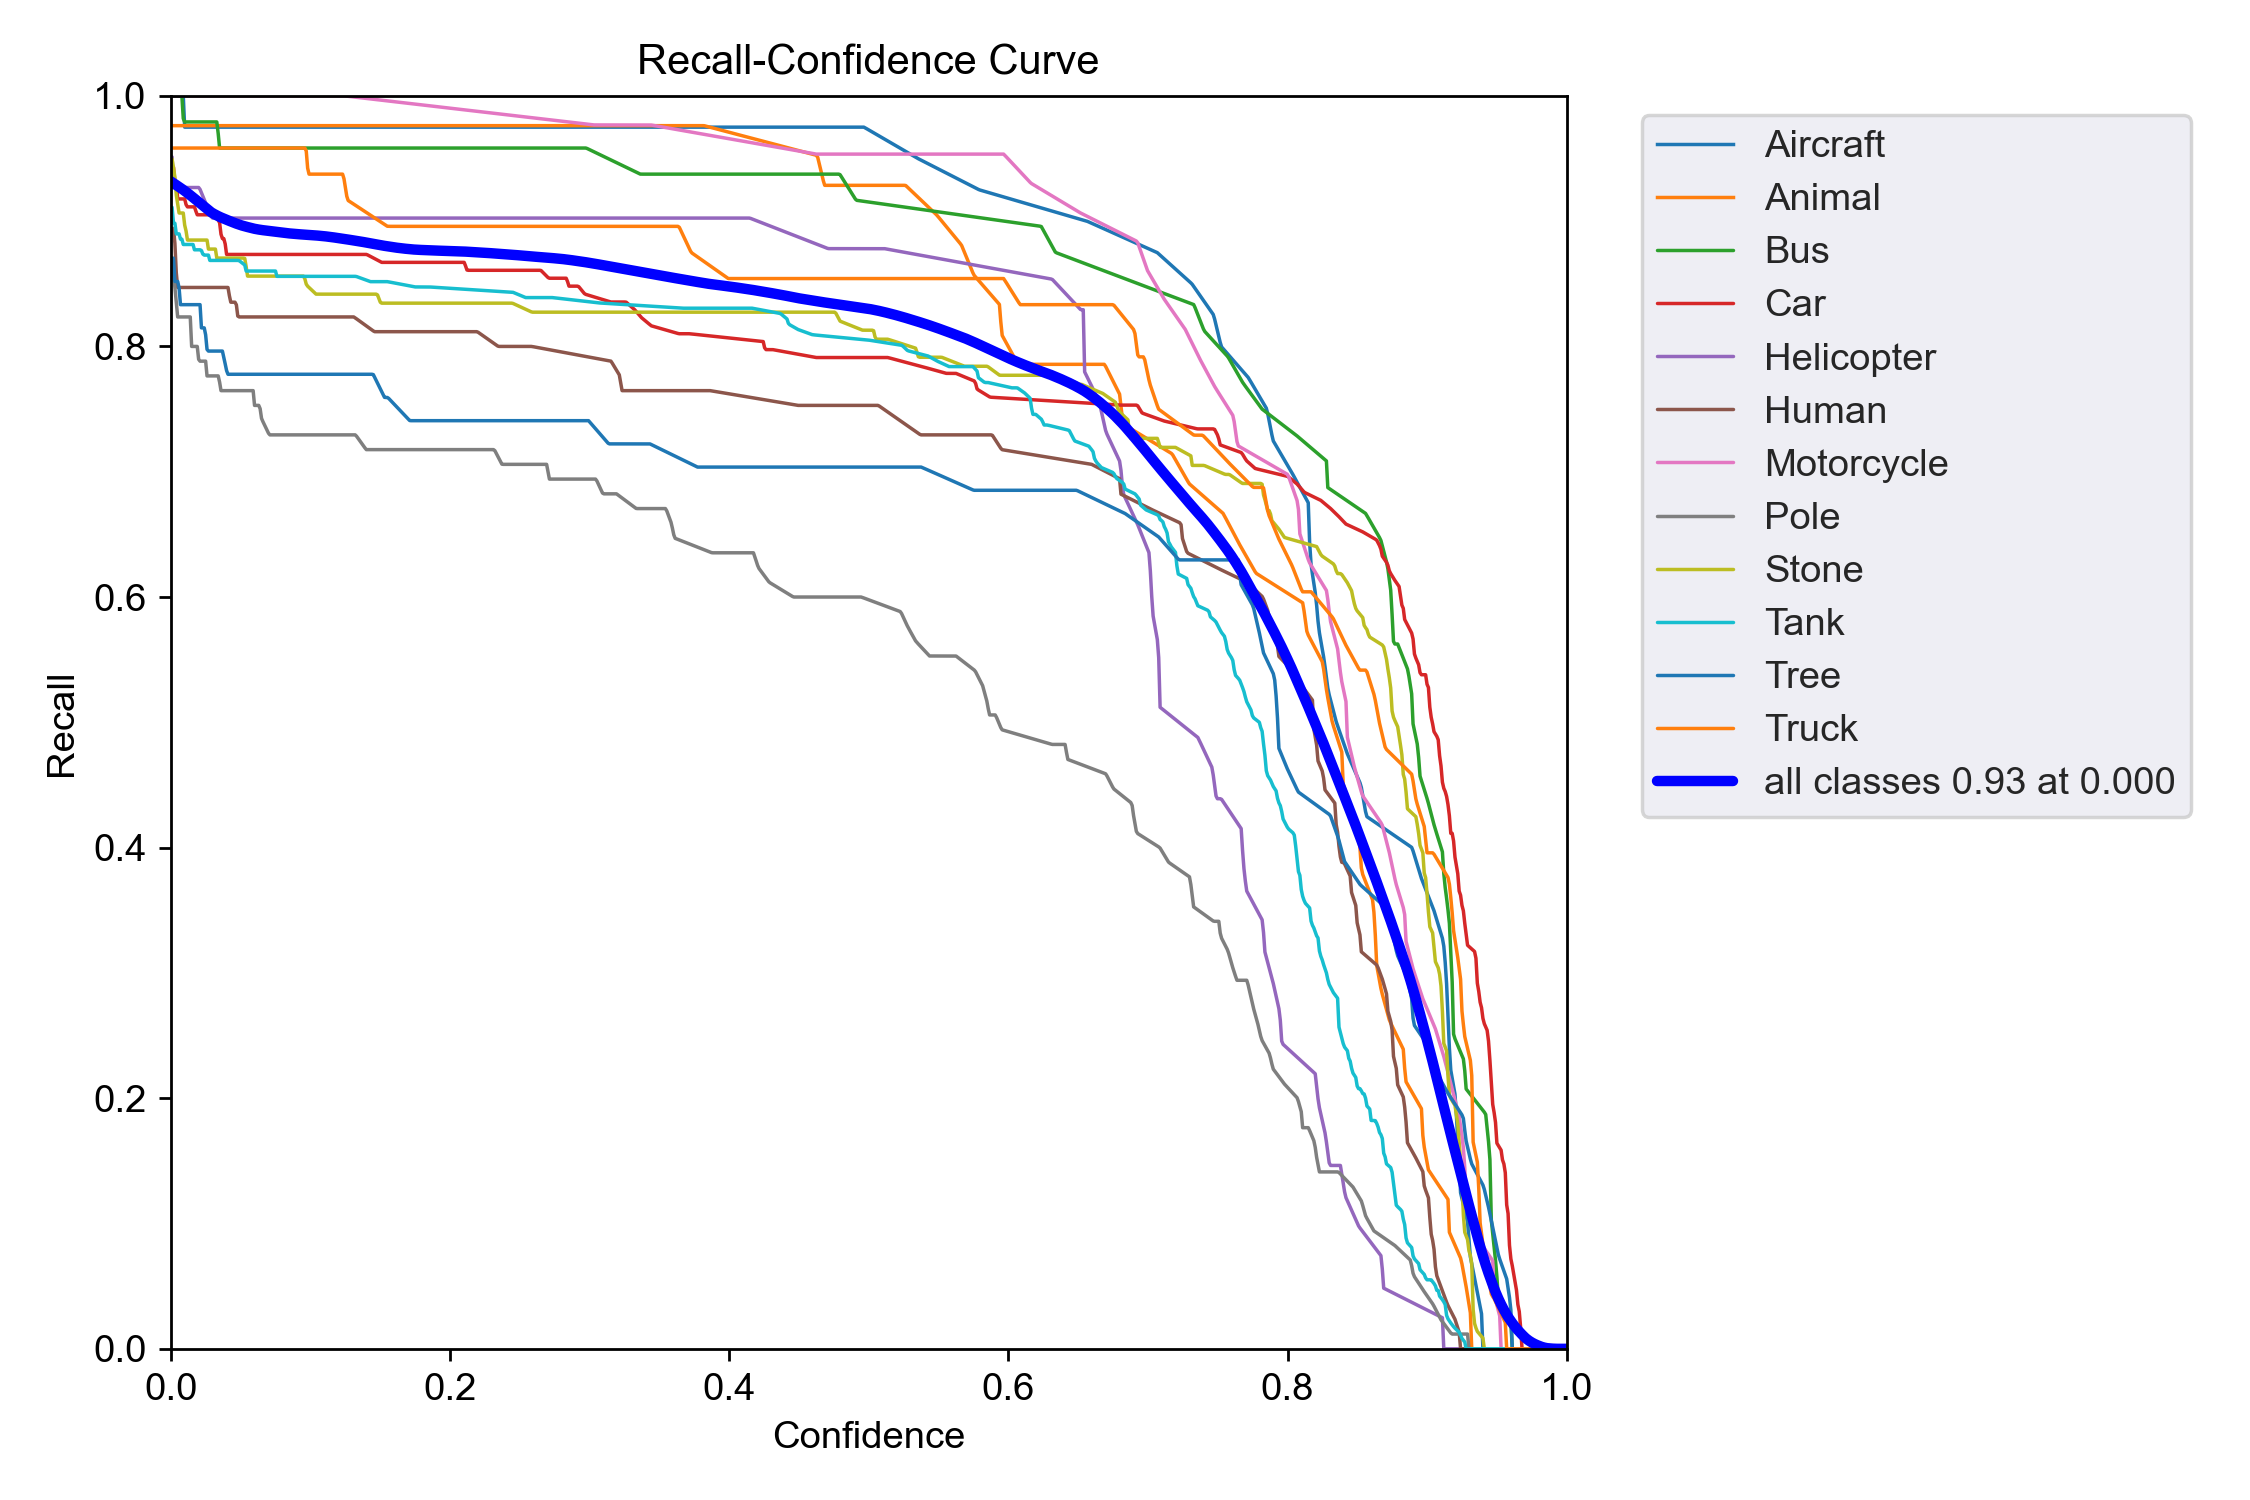 Recall-Confidence Curve
1.0
0.8
0.6
0.4
0.2
0.0
Recall
0.0 0.2 0.4 0.6 0.8 1.0
Confidence
Aircraft
Animal
Bus
Car
Helicopter
Human
Motorcycle
Pole
Stone
Tank
Tree
Truck
all classes 0.93 at 0.000